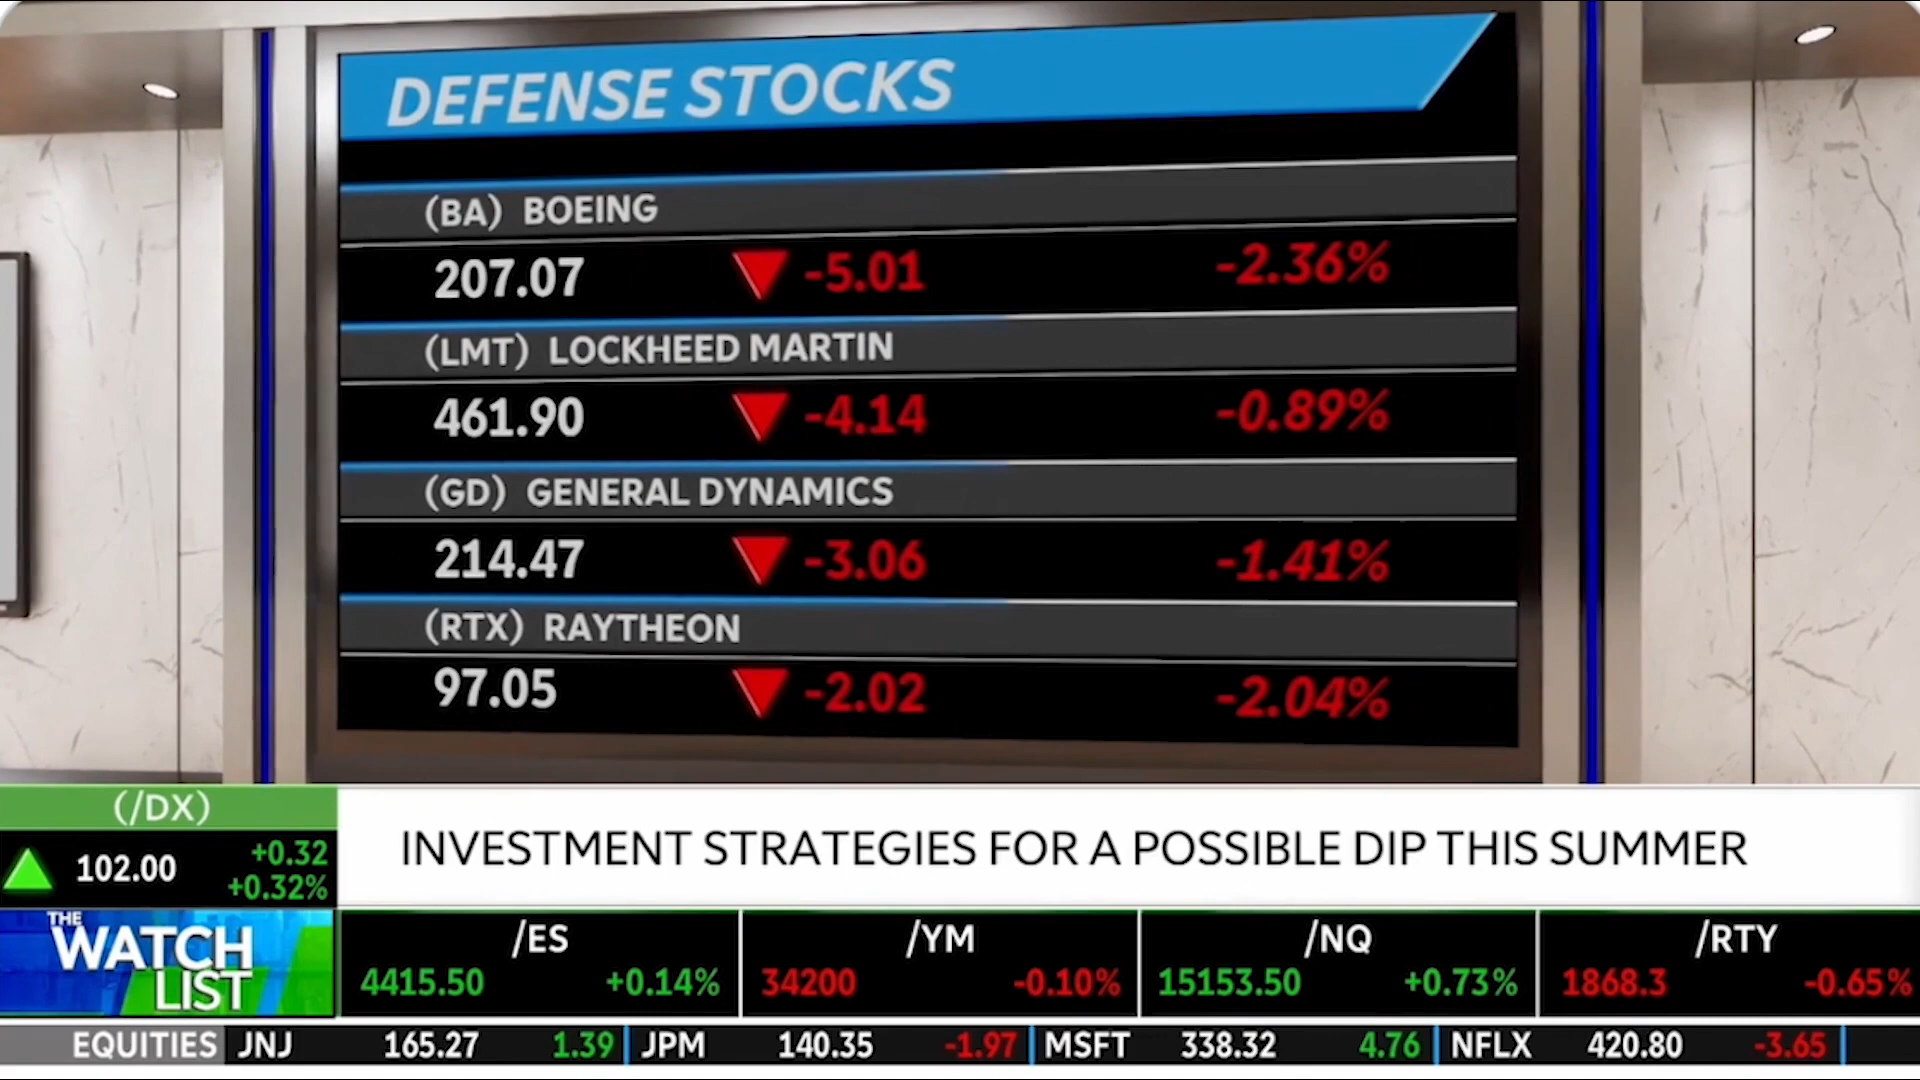 DEFENSE STOCKS
(BA) BOEING
207.07 ▼ -5.01 -2.36%
(LMT) LOCKHEED MARTIN
461.90 ▼ -4.14 -0.89%
(GD) GENERAL DYNAMICS
214.47 ▼ -3.06 -1.41%
(RTX) RAYTHEON
97.05 ▼ -2.02 -2.04%
(/DX)
▲ 102.00 +0.32
+0.32%
INVESTMENT STRATEGIES FOR A POSSIBLE DIP THIS SUMMER
THE
WATCH
LIST
/ES
4415.50 +0.14%
/YM
34200 -0.10%
/NQ
15153.50 +0.73%
/RTY
1868.3 -0.65%
EQUITIES JNJ 165.27 1.39 JPM 140.35 -1.97 MSFT 338.32 4.76 NFLX 420.80 -3.65